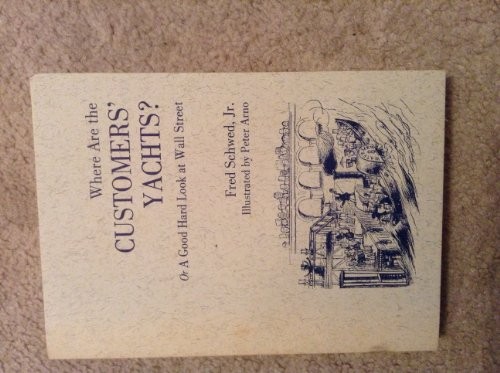 Where Are the
CUSTOMERS'
YACHTS?
Or A Good Hard Look at Wall Street
Fred Schwed, Jr.
Illustrated by Peter Arno